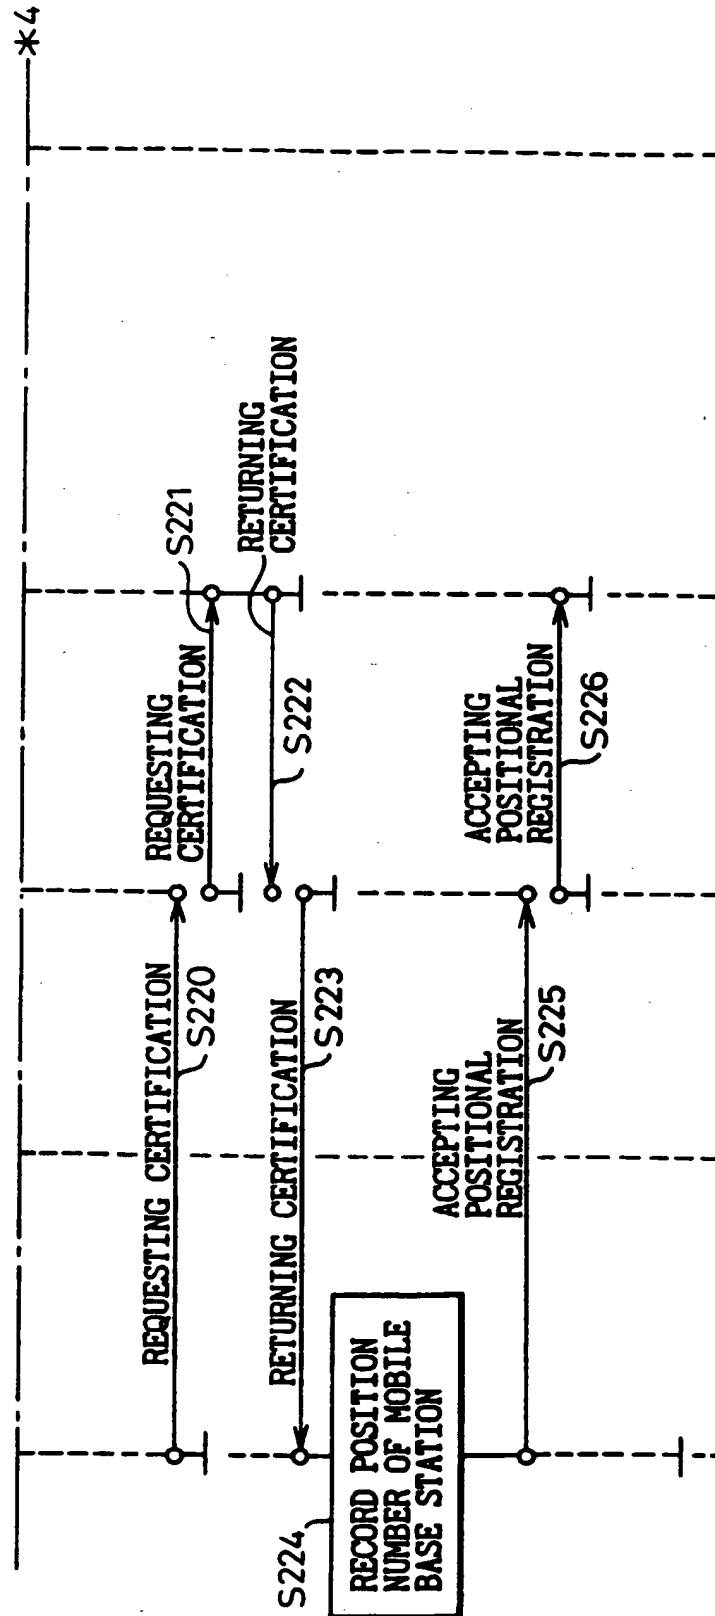 *4
REQUESTING CERTIFICATION
S220
REQUESTING
CERTIFICATION
S221
RETURNING
CERTIFICATION
S222
RETURNING CERTIFICATION
S223
S224
RECORD POSITION
NUMBER OF MOBILE
BASE STATION
ACCEPTING
POSITIONAL
REGISTRATION
S225
ACCEPTING
POSITIONAL
REGISTRATION
S226